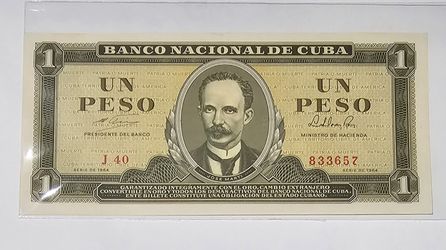 1 BANCO NACIONAL DE CUBA 1
UN PESO
UN PESO
PRESIDENTE DEL BANCO
MINISTRO DE HACIENDA
J 40
833657
SERIE DE 1964
SERIE DE 1964
JOSE MARTI
1 GARANTIZADO INTEGRAMENTE CON EL ORO, CAMBIO EXTRANJERO 1
CONVERTIBLE EN ORO Y TODOS LOS DEMAS ACTIVOS DEL BANCO NACIONAL DE CUBA.
ESTE BILLETE CONSTITUYE UNA OBLIGACION DEL ESTADO CUBANO.